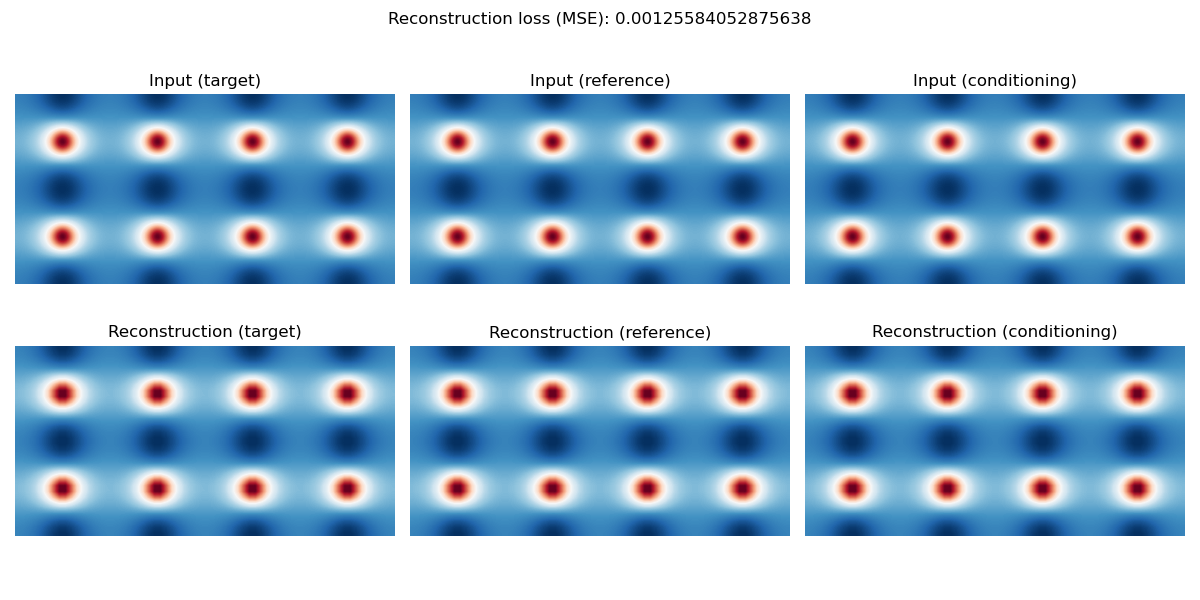 Reconstruction loss (MSE): 0.00125584052875638
Input (target)
Input (reference)
Input (conditioning)
Reconstruction (target)
Reconstruction (reference)
Reconstruction (conditioning)